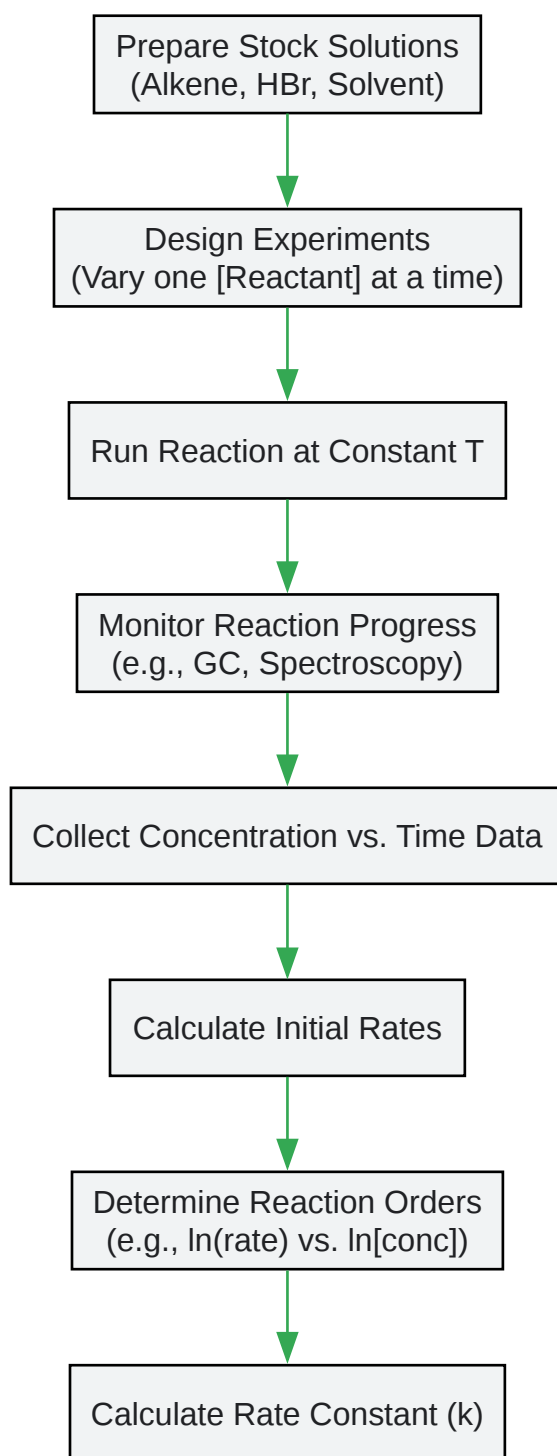 Prepare Stock Solutions
(Alkene, HBr, Solvent)
Design Experiments
(Vary one [Reactant] at a time)
Run Reaction at Constant T
Monitor Reaction Progress
(e.g., GC, Spectroscopy)
Collect Concentration vs. Time Data
Calculate Initial Rates
Determine Reaction Orders
(e.g., ln(rate) vs. ln[conc])
Calculate Rate Constant (k)